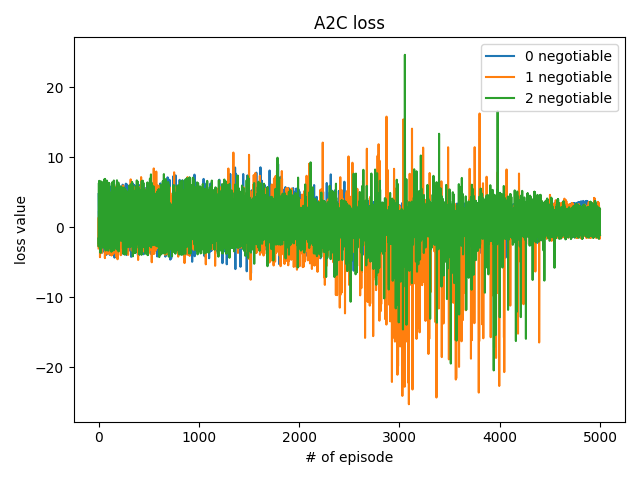 A2C loss
0 negotiable
1 negotiable
2 negotiable
20
10
0
−10
−20
loss value
0 1000 2000 3000 4000 5000
# of episode